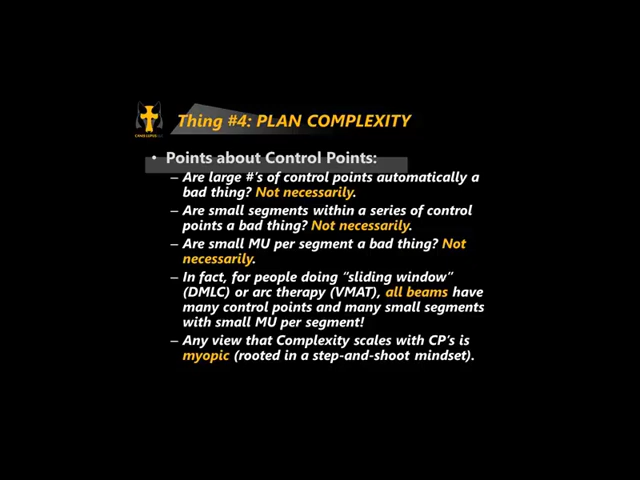 Thing #4: PLAN COMPLEXITY
• Points about Control Points:
– Are large #'s of control points automatically a
bad thing? Not necessarily.
– Are small segments within a series of control
points a bad thing? Not necessarily.
– Are small MU per segment a bad thing? Not
necessarily.
– In fact, for people doing "sliding window"
(DMLC) or arc therapy (VMAT), all beams have
many control points and many small segments
with small MU per segment!
– Any view that Complexity scales with CP's is
myopic (rooted in a step-and-shoot mindset).